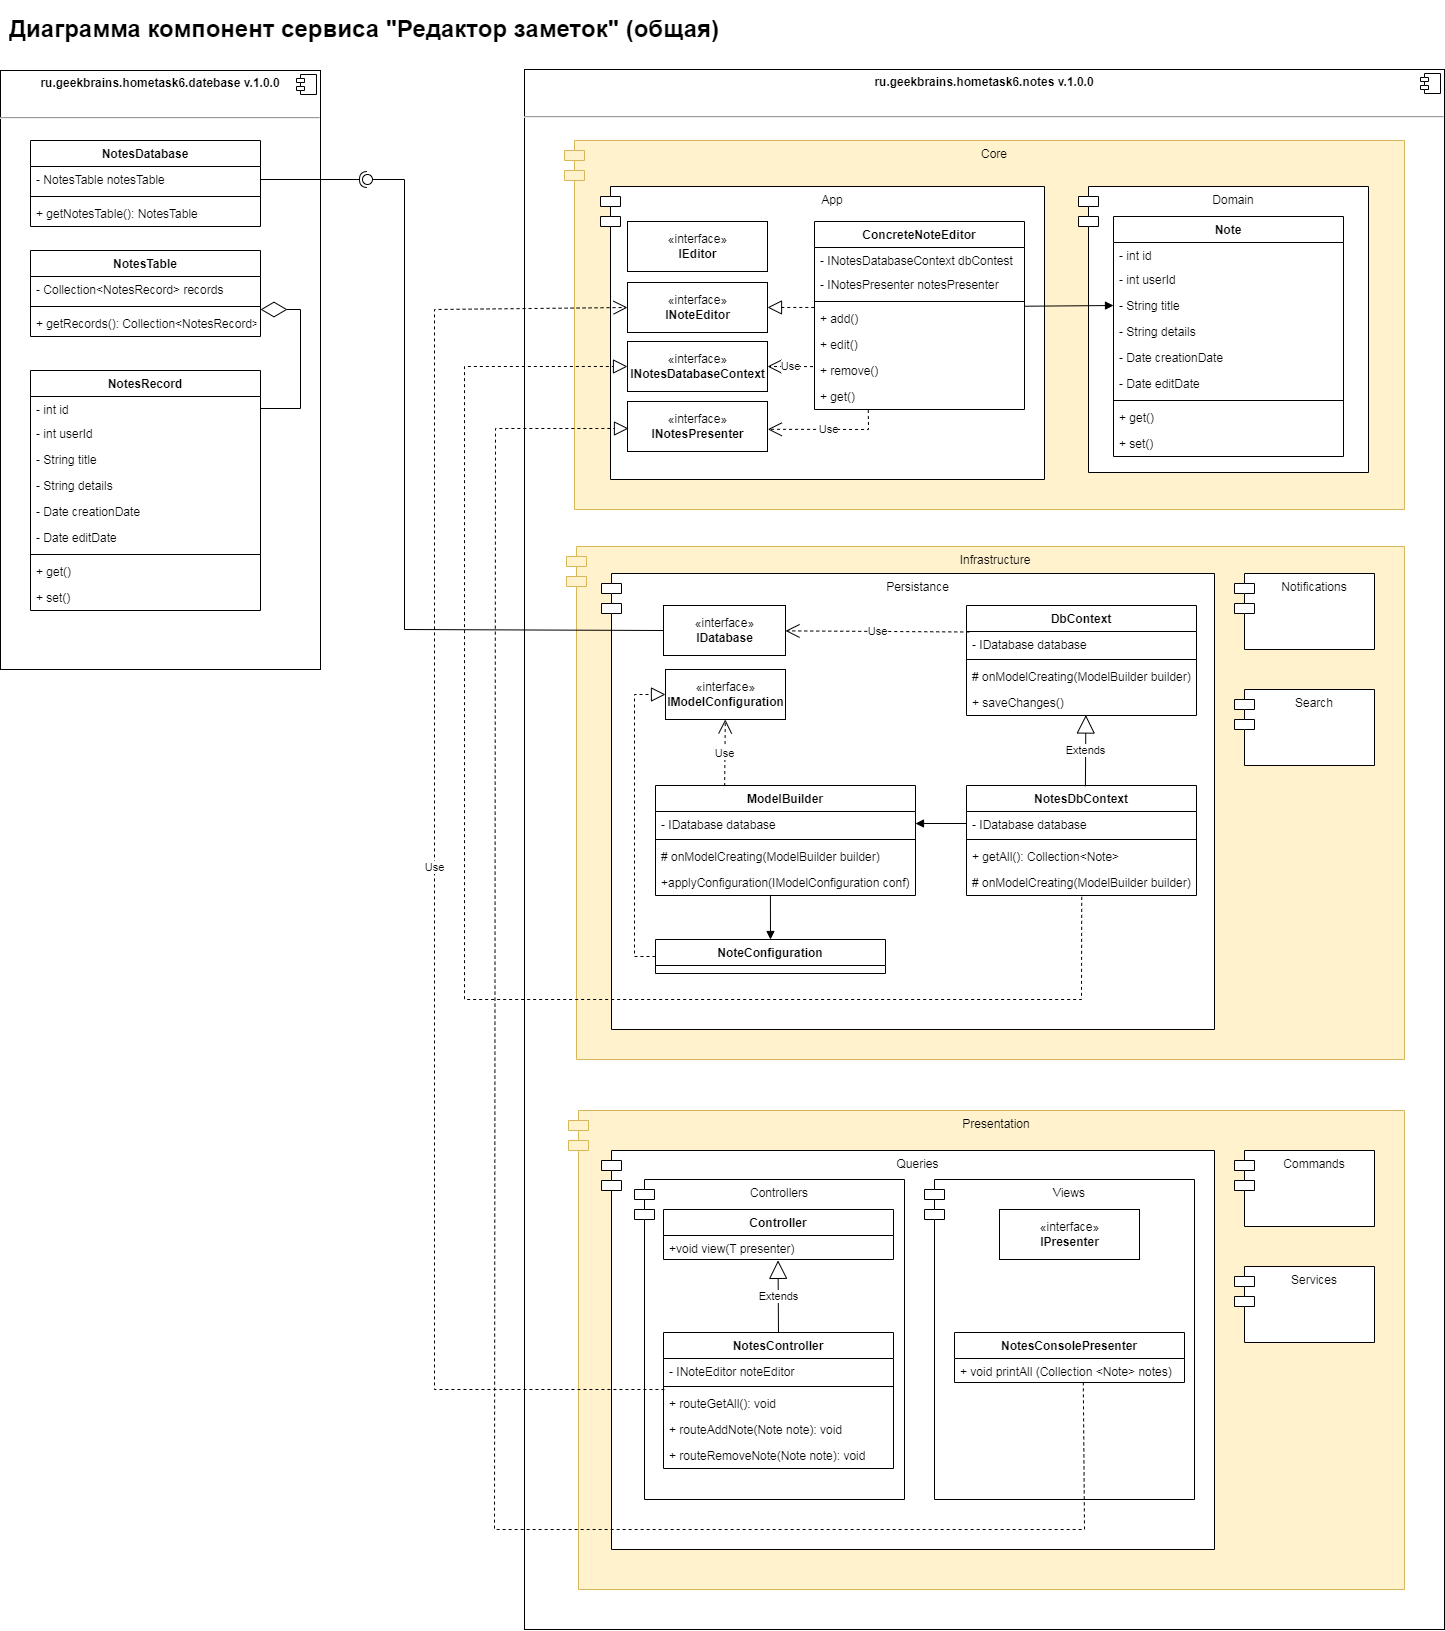 Диаграмма компонент сервиса "Редактор заметок" (общая)
ru.geekbrains.hometask6.datebase v.1.0.0
NotesDatabase
- NotesTable notesTable
+ getNotesTable(): NotesTable
NotesTable
- Collection<NotesRecord> records
+ getRecords(): Collection<NotesRecord>
NotesRecord
- int id
- int userId
- String title
- String details
- Date creationDate
- Date editDate
+ get()
+ set()
ru.geekbrains.hometask6.notes v.1.0.0
Core
App
«interface»
IEditor
«interface»
INoteEditor
«interface»
INotesDatabaseContext
«interface»
INotesPresenter
ConcreteNoteEditor
- INotesDatabaseContext dbContest
- INotesPresenter notesPresenter
+ add()
+ edit()
+ remove()
+ get()
Use
Use
Domain
Note
- int id
- int userId
- String title
- String details
- Date creationDate
- Date editDate
+ get()
+ set()
Infrastructure
Persistance
«interface»
IDatabase
Use
DbContext
- IDatabase database
# onModelCreating(ModelBuilder builder)
+ saveChanges()
«interface»
IModelConfiguration
Use
Extends
ModelBuilder
- IDatabase database
# onModelCreating(ModelBuilder builder)
+applyConfiguration(IModelConfiguration conf)
NotesDbContext
- IDatabase database
+ getAll(): Collection<Note>
# onModelCreating(ModelBuilder builder)
NoteConfiguration
Notifications
Search
Use
Presentation
Queries
Controllers
Controller
+void view(T presenter)
Extends
NotesController
- INoteEditor noteEditor
+ routeGetAll(): void
+ routeAddNote(Note note): void
+ routeRemoveNote(Note note): void
Views
«interface»
IPresenter
NotesConsolePresenter
+ void printAll (Collection <Note> notes)
Commands
Services